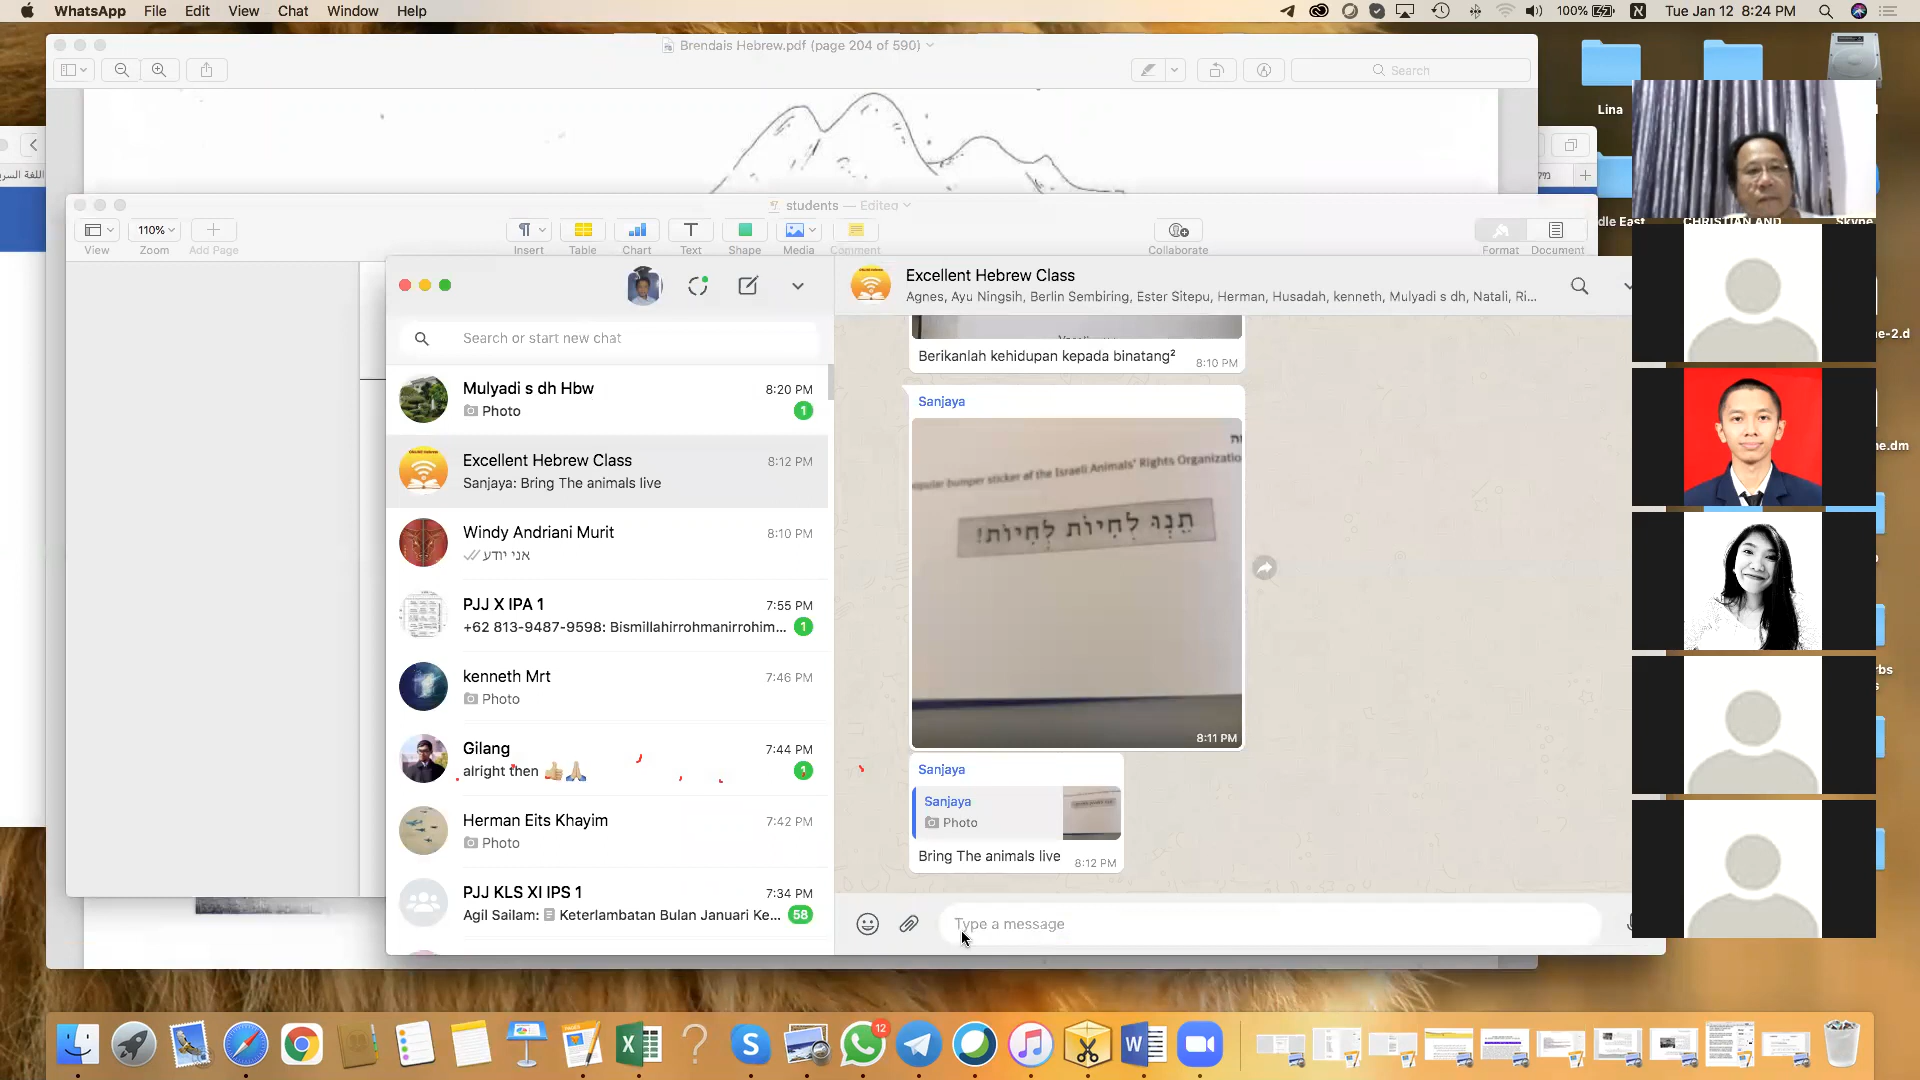 WhatsApp File Edit View Chat Window Help
100% Tue Jan 12 8:24 PM
Brendais Hebrew.pdf (page 204 of 590)
Search
students — Edited
110%
View Zoom Add Page Insert Table Chart Text Shape Media Comment Collaborate Format Document
Excellent Hebrew Class
Agnes, Ayu Ningsih, Berlin Sembiring, Ester Sitepu, Herman, Husadah, kenneth, Mulyadi s dh, Natali, Ri...
Search or start new chat
Mulyadi s dh Hbw 8:20 PM
Photo 1
Excellent Hebrew Class 8:12 PM
Sanjaya: Bring The animals live
Windy Andriani Murit 8:10 PM
אני יודע
PJJ X IPA 1 7:55 PM
+62 813-9487-9598: Bismillahirrohmanirrohim... 1
kenneth Mrt 7:46 PM
Photo
Gilang 7:44 PM
alright then 👍🏼🙏🏼 1
Herman Eits Khayim 7:42 PM
Photo
PJJ KLS XI IPS 1 7:34 PM
Agil Sailam: Keterlambatan Bulan Januari Ke... 58
Berikanlah kehidupan kepada binatang² 8:10 PM
Sanjaya
bumper sticker of the Israeli Animals' Rights
תְּנוּ לִחְיוֹת לְחַיּוֹת!
8:11 PM
Sanjaya
Sanjaya
Photo
Bring The animals live 8:12 PM
Type a message
Lina
CHRISTIAN AND
Skype
12